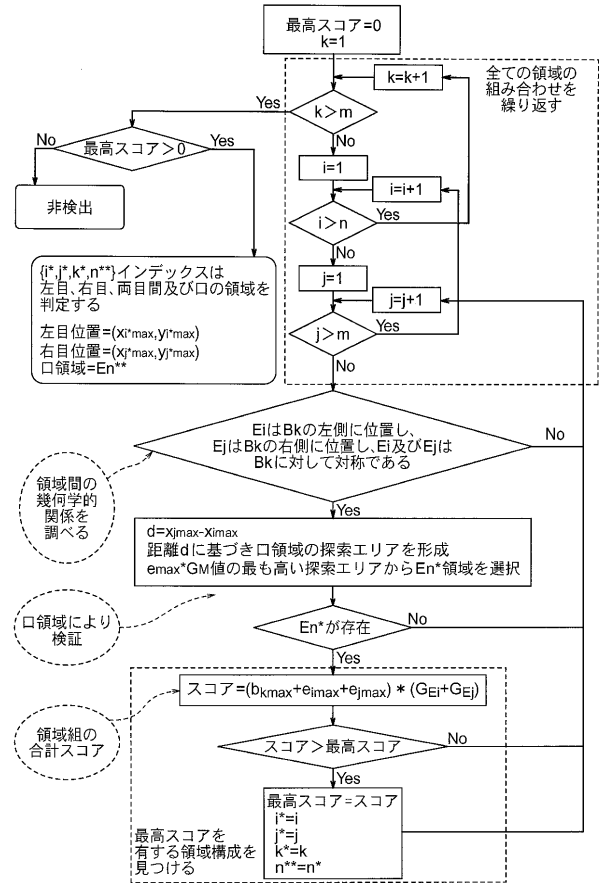 最高スコア=0
k=1
k=k+1
全ての領域の
組み合わせを
繰り返す
Yes
k>m
No
No
最高スコア>0
Yes
i=1
i=i+1
非検出
i>n
Yes
No
{i*,j*,k*,n**}インデックスは
左目、右目、両目間及び口の領域を
判定する
左目位置=(xi*max,yi*max)
右目位置=(xj*max,yj*max)
口領域=En**
j=1
j=j+1
j>m
Yes
No
EiはBkの左側に位置し、
EjはBkの右側に位置し、Ei及びEjは
Bkに対して対称である
No
Yes
領域間の
幾何学的
関係を
調べる
d=xjmax-ximax
距離dに基づき口領域の探索エリアを形成
emax*GM値の最も高い探索エリアからEn*領域を選択
口領域により
検証
En*が存在
No
Yes
スコア=(bkmax+eimax+ejmax)*(GEi+GEj)
領域組の
合計スコア
スコア>最高スコア
No
Yes
最高スコア=スコア
i*=i
j*=j
k*=k
n**=n*
最高スコアを
有する領域構成を
見つける